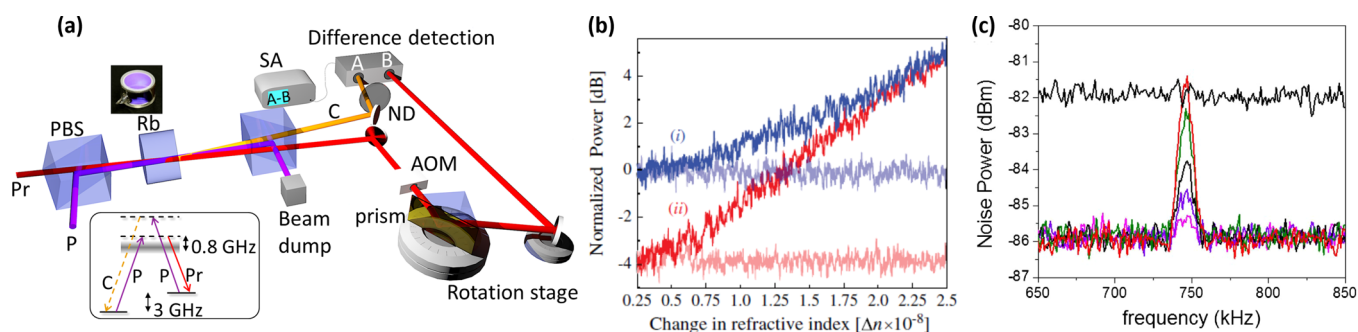 (a)
Difference detection
SA
A
B
A-B
C
ND
Rb
PBS
AOM
Pr
P
prism
Beam
dump
Rotation stage
0.8 GHz
C
P
P
Pr
3 GHz
(b)
Normalized Power [dB]
4
2
0
-2
-4
(i)
(ii)
0.25 0.5 0.75 1.0 1.25 1.5 1.75 2.0 2.25 2.5
Change in refractive index [Δn×10⁻⁸]
(c)
Noise Power (dBm)
-81
-82
-83
-84
-85
-86
-87
650 700 750 800 850
frequency (kHz)